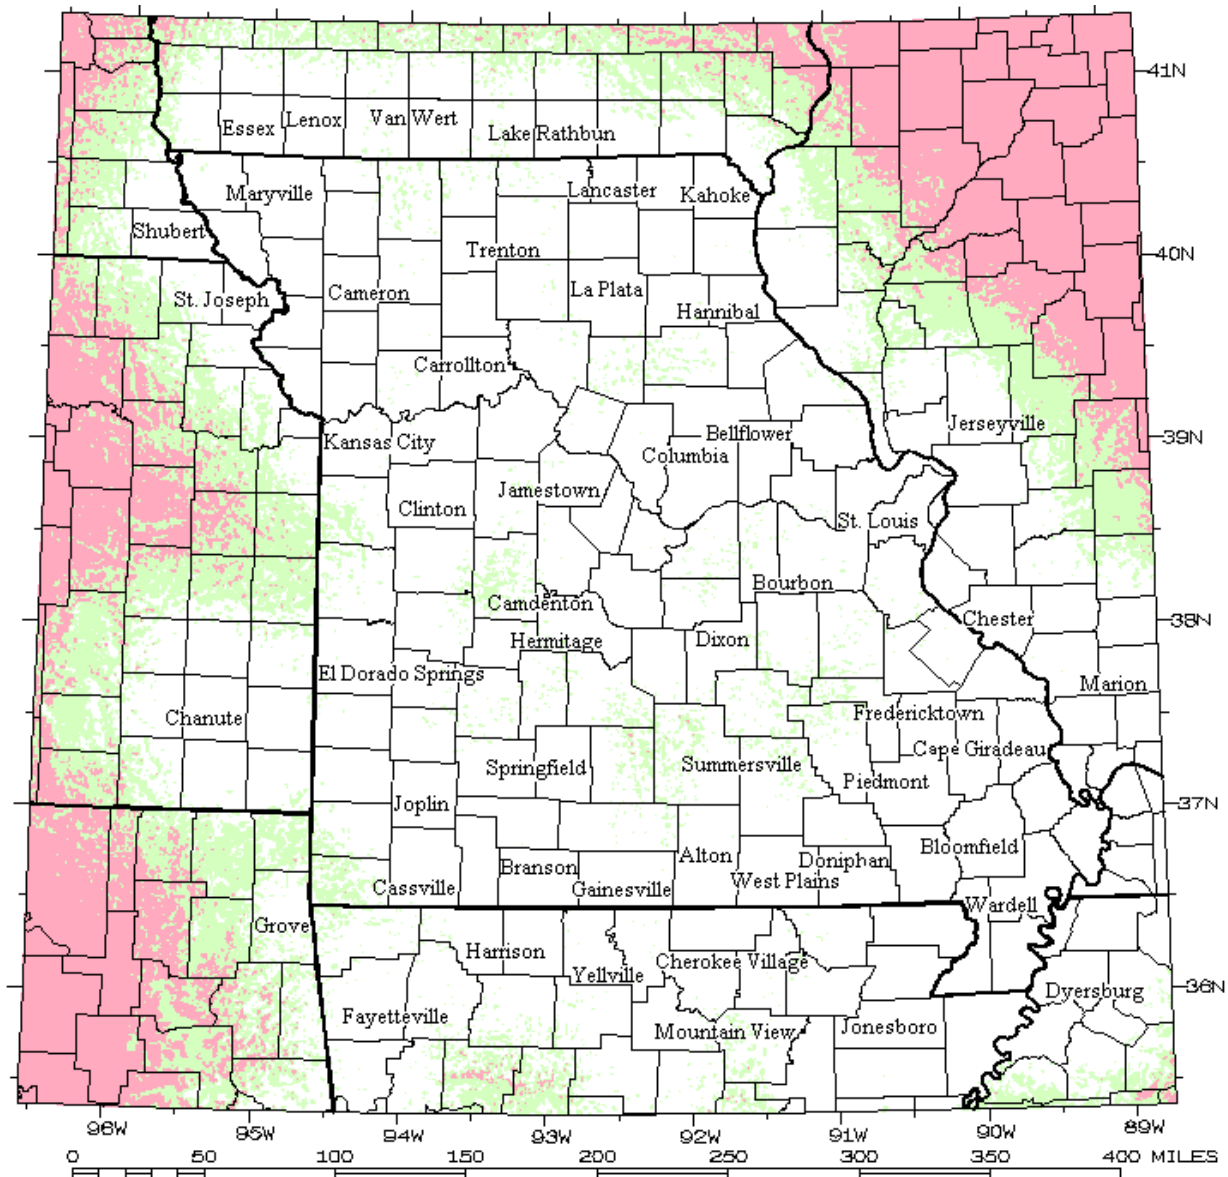 41N
Essex
Lenox
Van Wert
Lake Rathbun
Maryville
Lancaster
Kahoke
Shubert
Trenton
40N
St. Joseph
Cameron
La Plata
Hannibal
Carrollton
Jerseyville
Kansas City
Bellflower
39N
Columbia
Jamestown
Clinton
St. Louis
Bourbon
Camdenton
Chester
38N
Hermitage
Dixon
El Dorado Springs
Marion
Chanute
Fredericktown
Cape Giradeau
Springfield
Summersville
Piedmont
Joplin
37N
Bloomfield
Alton
Doniphan
Branson
West Plains
Cassville
Gainesville
Wardell
Grove
Harrison
Cherokee Village
Yellville
36N
Dyersburg
Fayetteville
Mountain View
Jonesboro
96W 95W 94W 93W 92W 91W 90W 89W
0 50 100 150 200 250 300 350 400 MILES